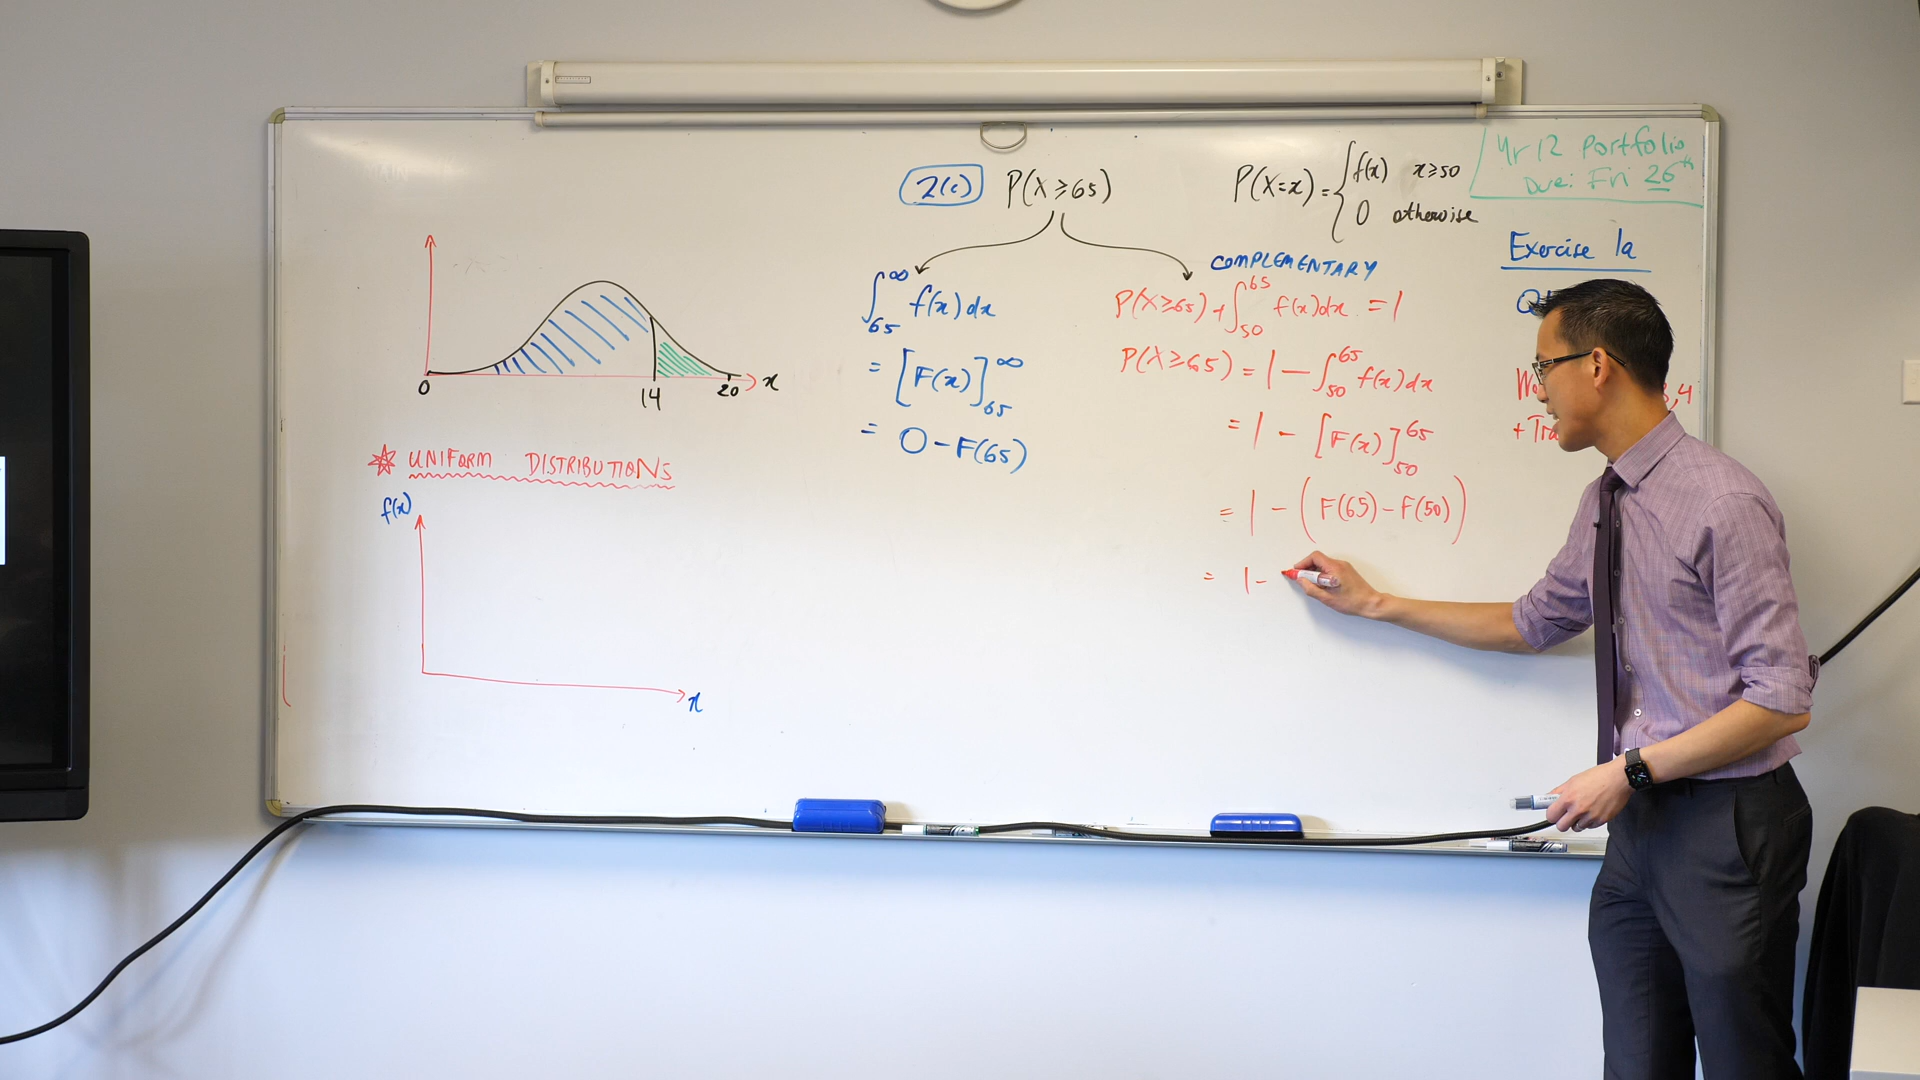 2(c) P(X≥65)
P(X=x) = { f(x) x≥50
0 otherwise
Yr 12 Portfolio
Due: Fri 26th
0 14 20 x
∫₆₅^∞ f(x)dx
= [F(x)]₆₅^∞
= 0-F(65)
COMPLEMENTARY
P(X≥65)+∫₅₀^65 f(x)dx = 1
P(X≥65) = 1 - ∫₅₀^65 f(x)dx
= 1 - [F(x)]₅₀^65
= 1 - (F(65)-F(50))
= 1 -
Exercise 1a
,4
+
UNIFORM DISTRIBUTIONS
f(x)
x